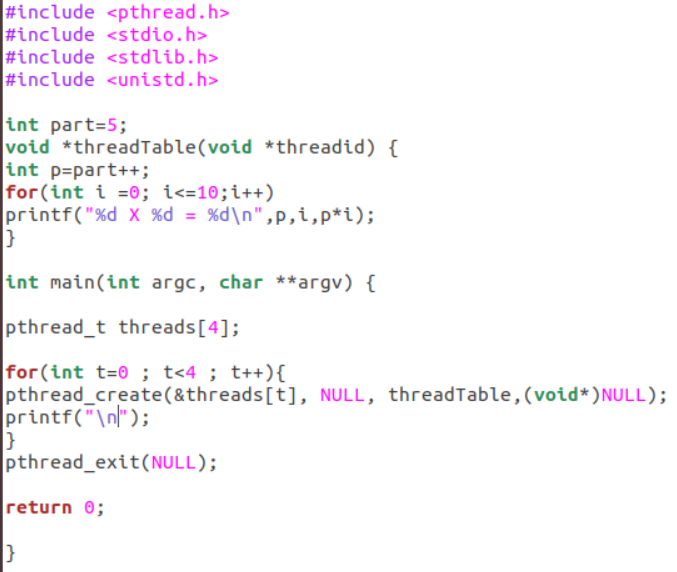 #include <pthread.h>
#include <stdio.h>
#include <stdlib.h>
#include <unistd.h>
int part=5;
void *threadTable(void *threadid) {
int p=part++;
for(int i =0; i<=10;i++)
printf("%d X %d = %d\n",p,i,p*i);
}
int main(int argc, char **argv) {
pthread_t threads[4];
for(int t=0 ; t<4 ; t++){
pthread_create(&threads[t], NULL, threadTable,(void*)NULL);
printf("\n");
}
pthread_exit(NULL);
return 0;
}